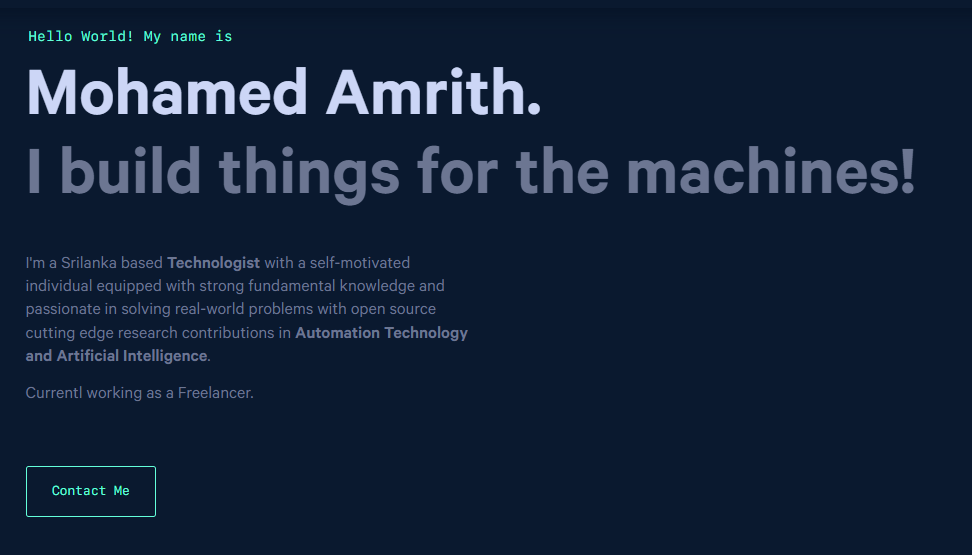 Hello World! My name is
Mohamed Amrith.
I build things for the machines!
I'm a Srilanka based Technologist with a self-motivated
individual equipped with strong fundamental knowledge and
passionate in solving real-world problems with open source
cutting edge research contributions in Automation Technology
and Artificial Intelligence.
Currentl working as a Freelancer.
Contact Me